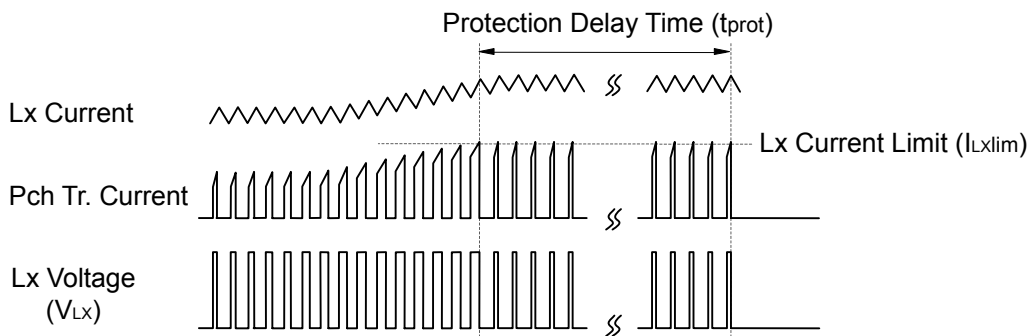 Protection Delay Time (tprot)
Lx Current
Lx Current Limit (ILXlim)
Pch Tr. Current
Lx Voltage
(VLX)